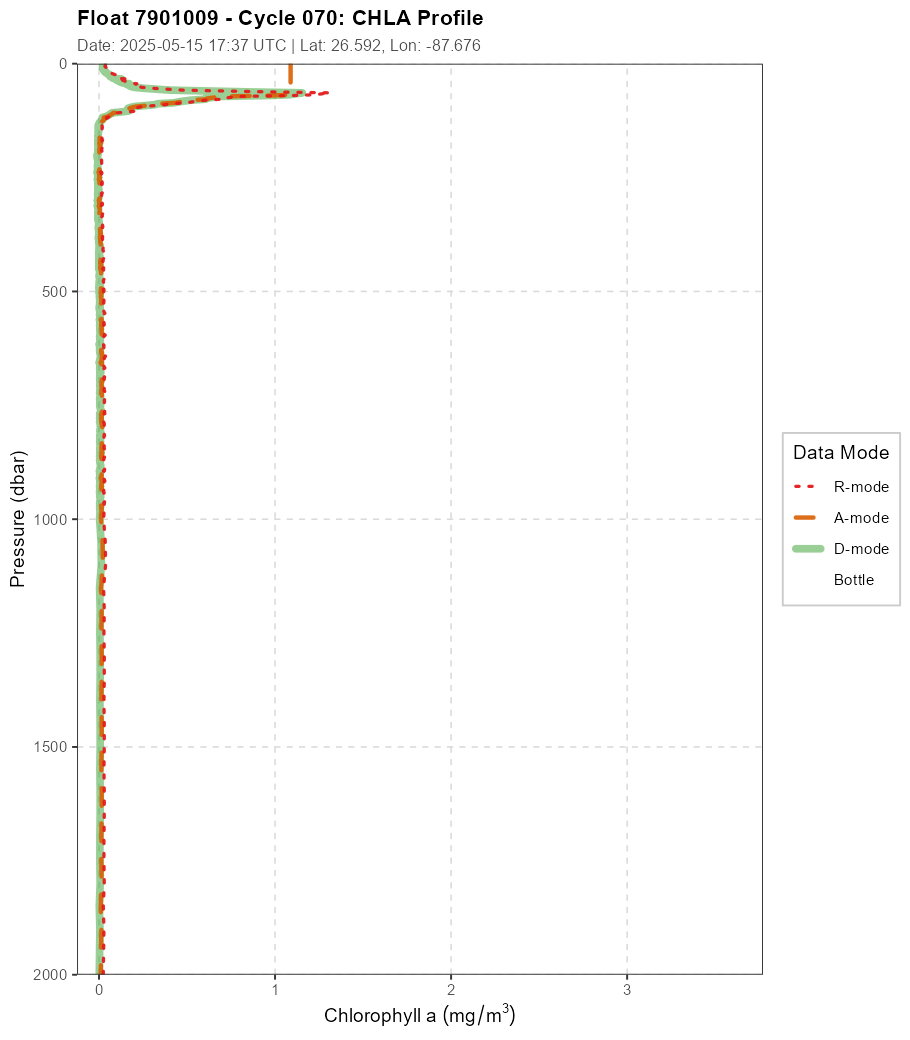 Float 7901009 - Cycle 070: CHLA Profile
Date: 2025-05-15 17:37 UTC | Lat: 26.592, Lon: -87.676
0
500
1000
1500
2000
Pressure (dbar)
0 1 2 3
Chlorophyll a (mg/m³)
Data Mode
R-mode
A-mode
D-mode
Bottle